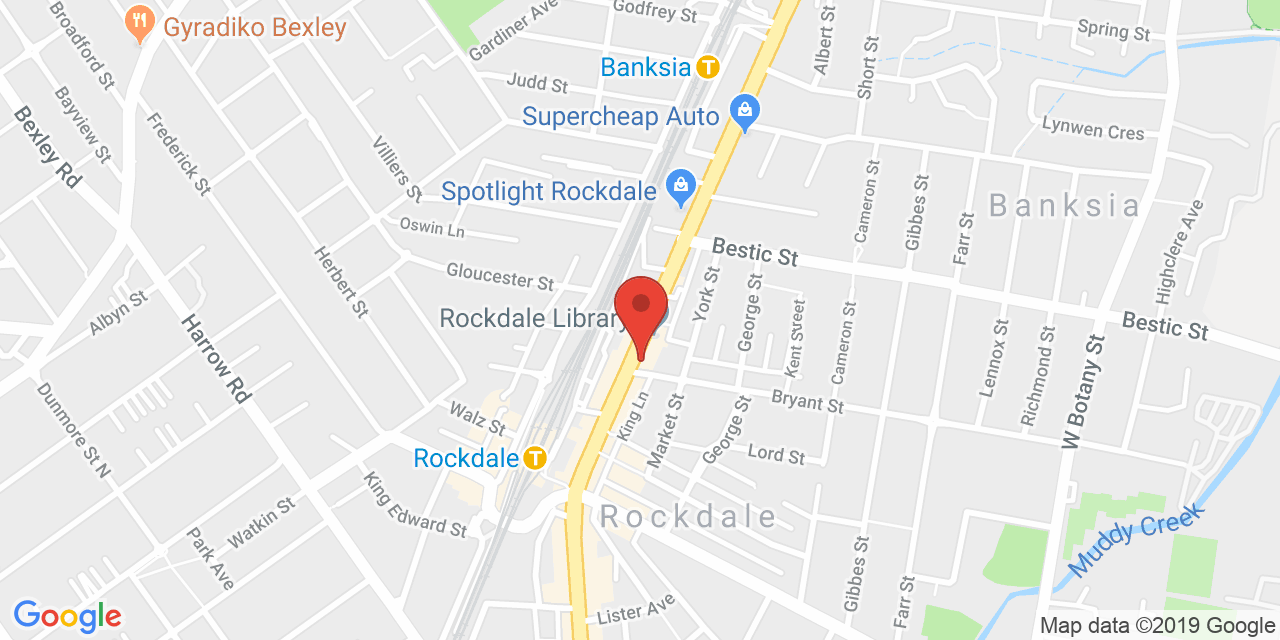 Godfrey St
Gardiner Ave
Albert St
Spring St
Gyradiko Bexley
Broadford St
Short St
Banksia
Judd St
Bayview St
Supercheap Auto
Lynwen Cres
Bexley Rd
Frederick St
Villiers St
Spotlight Rockdale
Cameron St
Gibbes St
Farr St
Banksia
Highclere Ave
Oswin Ln
Bestic St
Gloucester St
Herbert St
York St
George St
Albyn St
Rockdale Library
Kent Street
Cameron St
Bestic St
Harrow Rd
Lennox St
Richmond St
W Botany St
Dunmore St N
Walz St
King Ln
Bryant St
Market St
George St
Rockdale
Lord St
King Edward St
Rockdale
Watkin St
Muddy Creek
Park Ave
Gibbes St
Farr St
Lister Ave
Google
Map data ©2019 Google
T
T